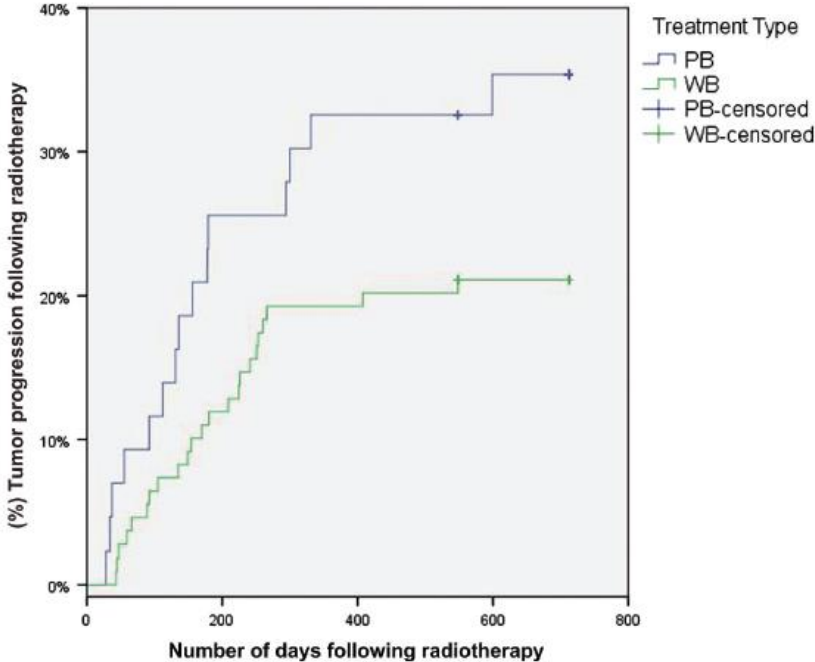 40%
30%
20%
10%
0%
0
200
400
600
800
(%) Tumor progression following radiotherapy
Number of days following radiotherapy
Treatment Type
PB
WB
PB-censored
WB-censored